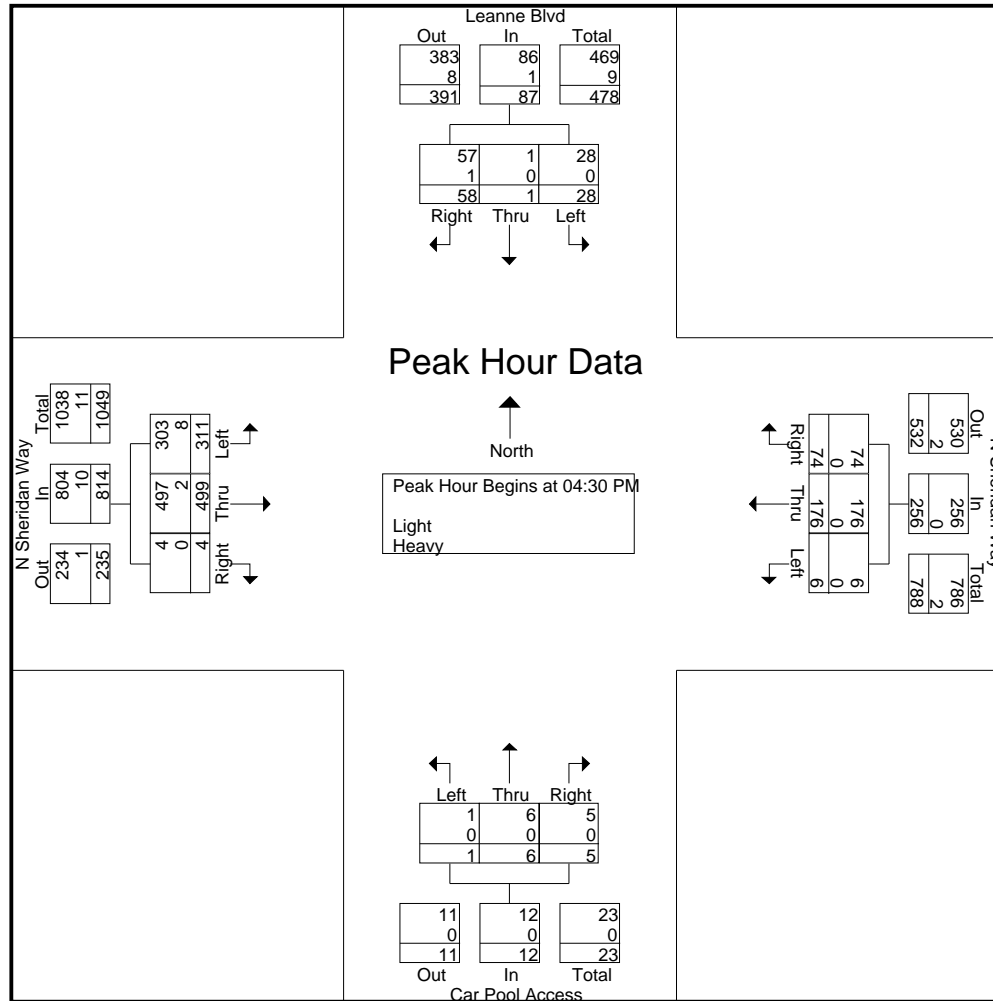 Leanne Blvd
Out In Total
383 86 469
8 1 9
391 87 478
57 1 28
1 0 0
58 1 28
Right Thru Left
Peak Hour Data
North
Peak Hour Begins at 04:30 PM
Light
Heavy
N Sheridan Way
Total In Out
1038 804 234
11 10 1
1049 814 235
303 497 4
8 2 0
311 499 4
Left Thru Right
Right Thru Left
74 176 6
0 0 0
74 176 6
Out In Total
530 256 786
2 0 2
532 256 788
N Sheridan Way
Left Thru Right
1 6 5
0 0 0
1 6 5
11 12 23
0 0 0
11 12 23
Out In Total
Car Pool Access